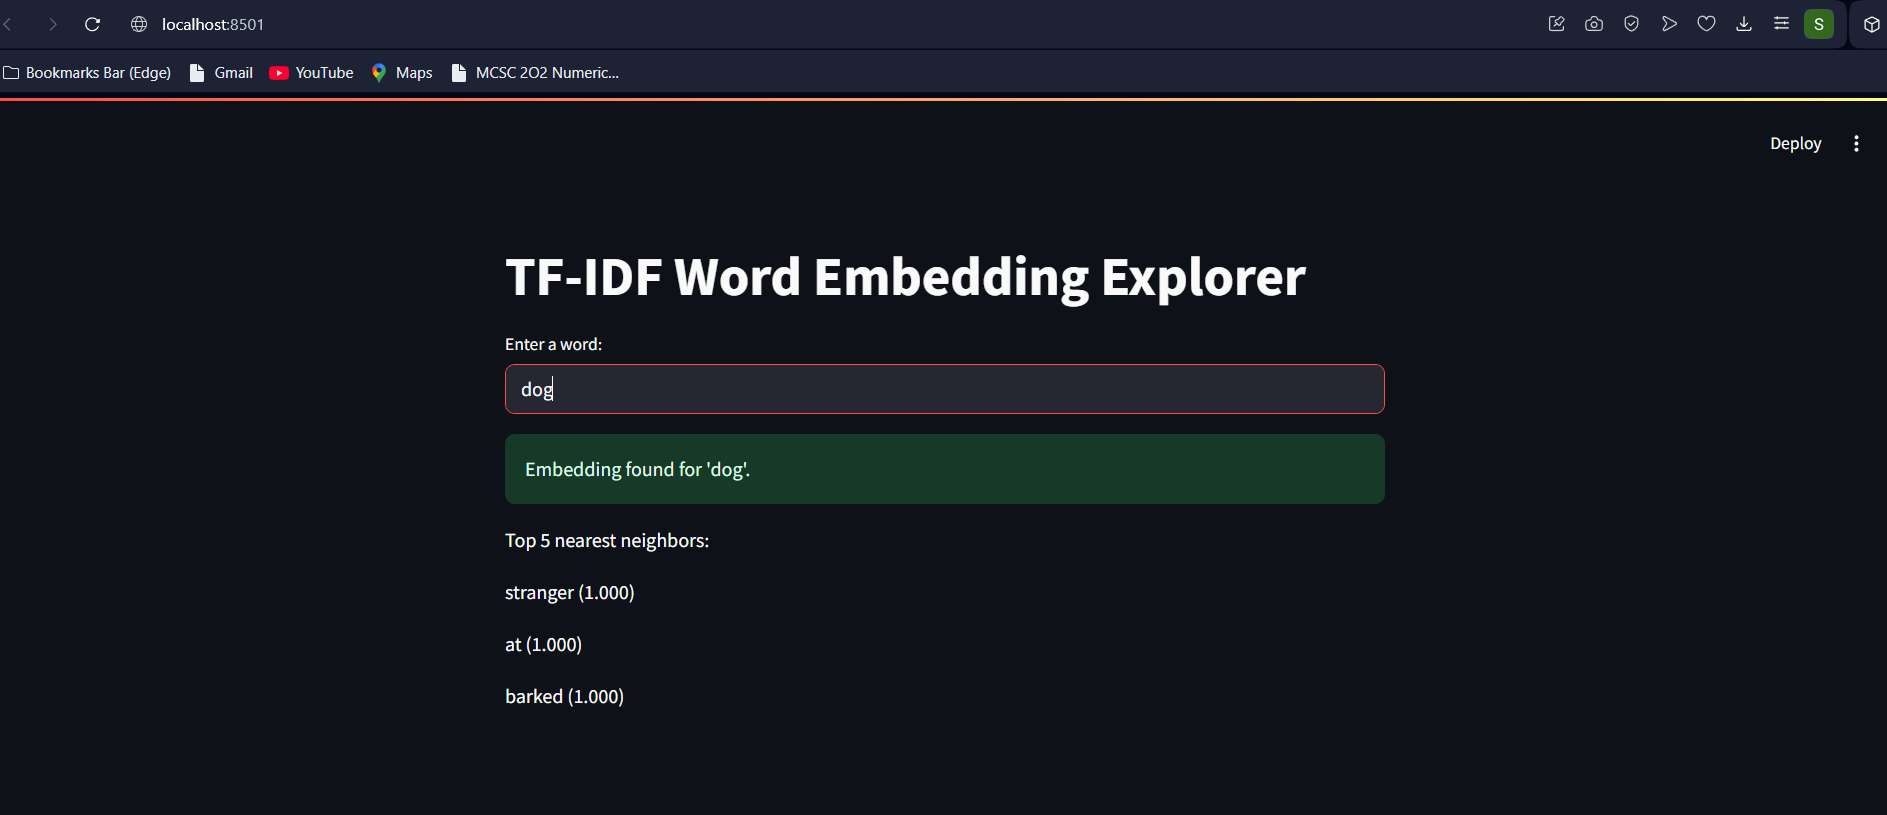 localhost:8501
S
Bookmarks Bar (Edge) Gmail YouTube Maps MCSC 2O2 Numeric...
Deploy
TF-IDF Word Embedding Explorer
Enter a word:
dog
Embedding found for 'dog'.
Top 5 nearest neighbors:
stranger (1.000)
at (1.000)
barked (1.000)